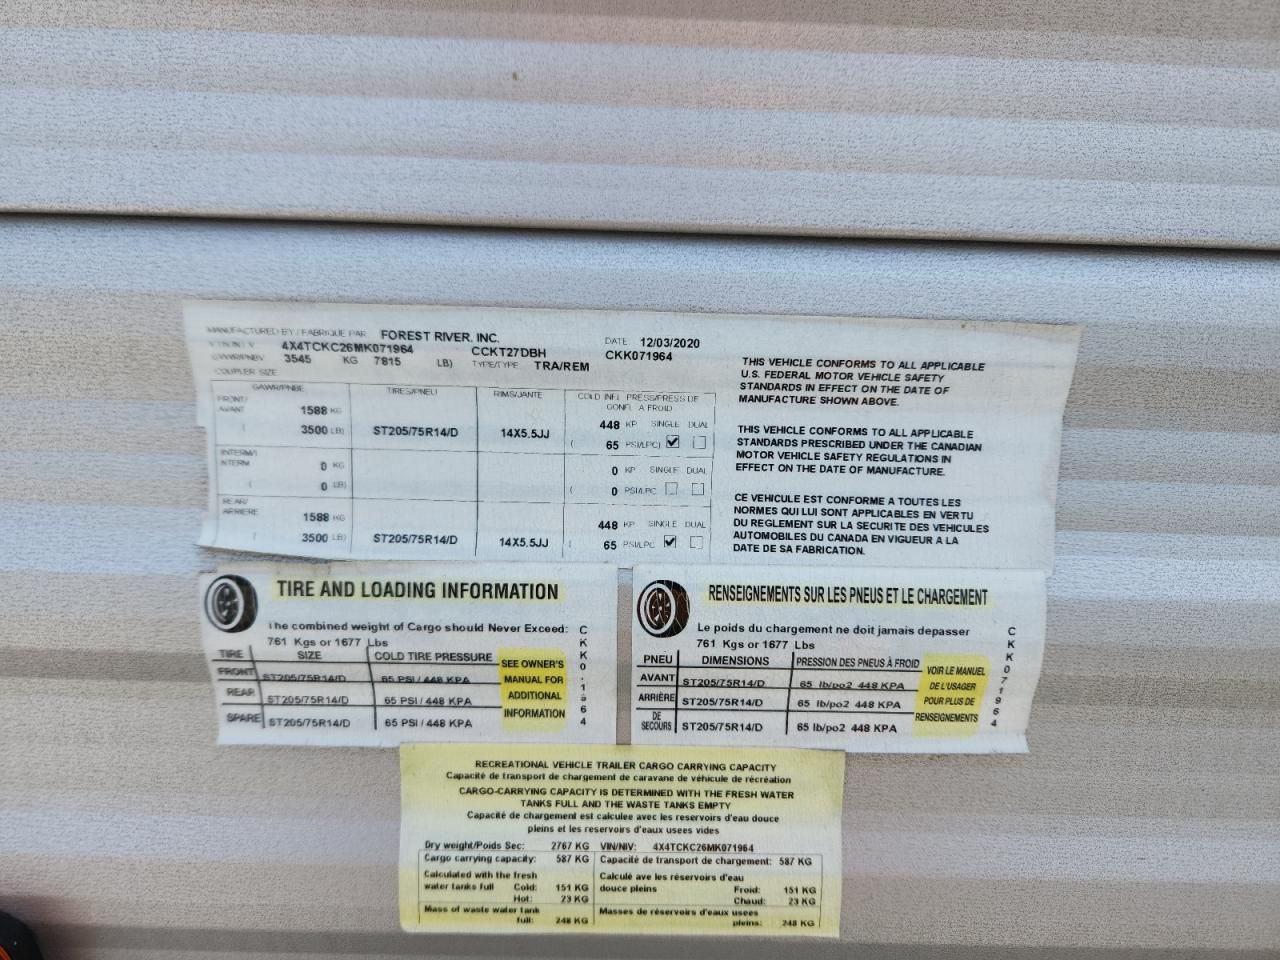 MANUFACTURED BY / FABRIQUE PAR FOREST RIVER, INC. DATE 12/03/2020
V I N / N I V 4X4TCKC26MK071964 CCKT27DBH CKK071964
GVWR/PNBV 3545 KG 7815 LB) TYPE/TYPE TRA/REM
COUPLER SIZE
GAWR/PNBE TIRES/PNEU RIMS/JANTE COLD INFL PRESS/PRESS DE
GONFL A FROID
FRONT/
AVANT 1588 KG 448 KP SINGLE DUAL
( 3500 LB) ST205/75R14/D 14X5.5JJ ( 65 PSI/LPC)
INTERM/I
NTERM 0 KG 0 KP SINGLE DUAL
( 0 LB) ( 0 PSI/LPC
REAR/
ARRIERE 1588 KG 448 KP SINGLE DUAL
( 3500 LB) ST205/75R14/D 14X5.5JJ ( 65 PSI/LPC
THIS VEHICLE CONFORMS TO ALL APPLICABLE
U.S. FEDERAL MOTOR VEHICLE SAFETY
STANDARDS IN EFFECT ON THE DATE OF
MANUFACTURE SHOWN ABOVE.
THIS VEHICLE CONFORMS TO ALL APPLICABLE
STANDARDS PRESCRIBED UNDER THE CANADIAN
MOTOR VEHICLE SAFETY REGULATIONS IN
EFFECT ON THE DATE OF MANUFACTURE.
CE VEHICULE EST CONFORME A TOUTES LES
NORMES QUI LUI SONT APPLICABLES EN VERTU
DU REGLEMENT SUR LA SECURITE DES VEHICULES
AUTOMOBILES DU CANADA EN VIGUEUR A LA
DATE DE SA FABRICATION.
TIRE AND LOADING INFORMATION
The combined weight of Cargo should Never Exceed:
761 Kgs or 1677 Lbs
TIRE SIZE COLD TIRE PRESSURE
FRONT ST205/75R14/D 65 PSI / 448 KPA
REAR ST205/75R14/D 65 PSI / 448 KPA
SPARE ST205/75R14/D 65 PSI / 448 KPA
SEE OWNER'S
MANUAL FOR
ADDITIONAL
INFORMATION
RENSEIGNEMENTS SUR LES PNEUS ET LE CHARGEMENT
Le poids du chargement ne doit jamais depasser
761 Kgs or 1677 Lbs
PNEU DIMENSIONS PRESSION DES PNEUS À FROID
AVANT ST205/75R14/D 65 lb/po2 448 KPA
ARRIÈRE ST205/75R14/D 65 lb/po2 448 KPA
DE
SECOURS ST205/75R14/D 65 lb/po2 448 KPA
VOIR LE MANUEL
DE L'USAGER
POUR PLUS DE
RENSEIGNEMENTS
CKK071964
RECREATIONAL VEHICLE TRAILER CARGO CARRYING CAPACITY
Capacité de transport de chargement de caravane de véhicule de récréation
CARGO-CARRYING CAPACITY IS DETERMINED WITH THE FRESH WATER
TANKS FULL AND THE WASTE TANKS EMPTY
Capacité de chargement est calculee avec les reservoirs d'eau douce
pleins et les reservoirs d'eaux usees vides
Dry weight/Poids Sec: 2767 KG VIN/NIV: 4X4TCKC26MK071964
Cargo carrying capacity: 587 KG Capacité de transport de chargement: 587 KG
Calculated with the fresh Calculé ave les réservoirs d'eau
water tanks full Cold: 151 KG douce pleins Froid: 151 KG
Hot: 23 KG Chaud: 23 KG
Mass of waste water tank Masses de réservoirs d'eaux usees
full: 248 KG pleins: 248 KG